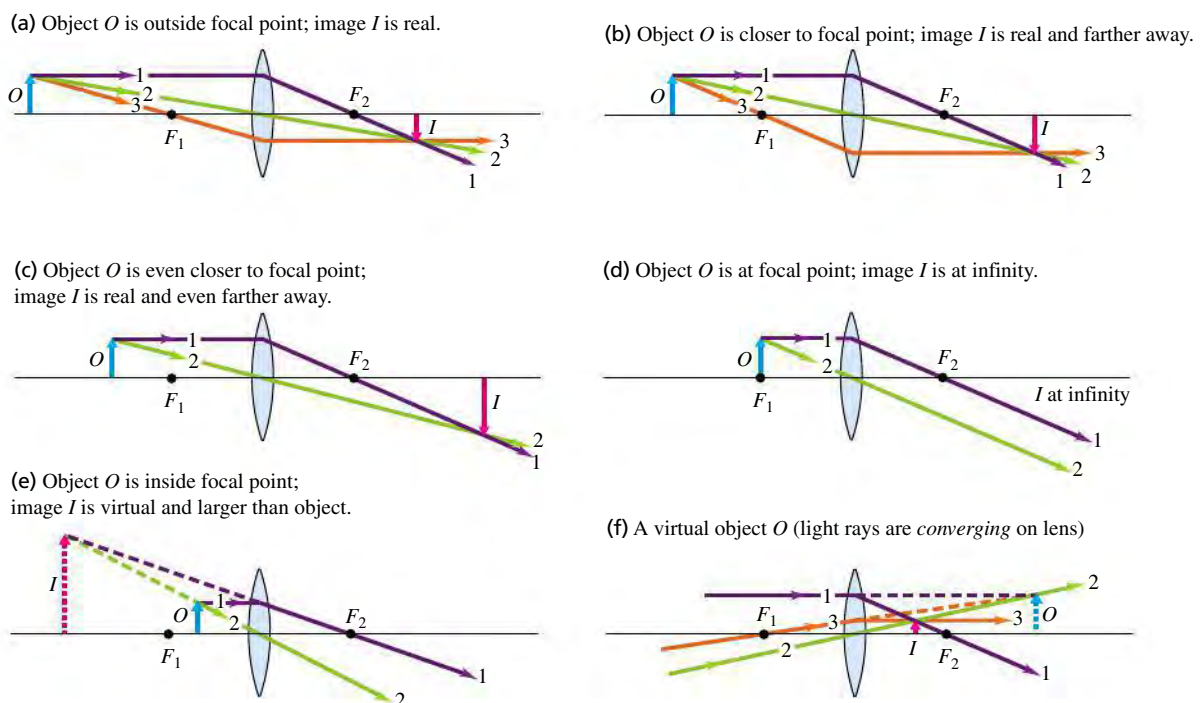 (a) Object O is outside focal point; image I is real.
1
2
3
O
F1
F2
I
3
2
1
(b) Object O is closer to focal point; image I is real and farther away.
1
2
3
O
F1
F2
I
3
2
1
(c) Object O is even closer to focal point;
image I is real and even farther away.
1
2
O
F1
F2
I
2
1
(d) Object O is at focal point; image I is at infinity.
1
2
O
F1
F2
I at infinity
1
2
(e) Object O is inside focal point;
image I is virtual and larger than object.
I
1
O
2
F1
F2
1
2
(f) A virtual object O (light rays are converging on lens)
1
2
F1
3
3
O
2
I
F2
1